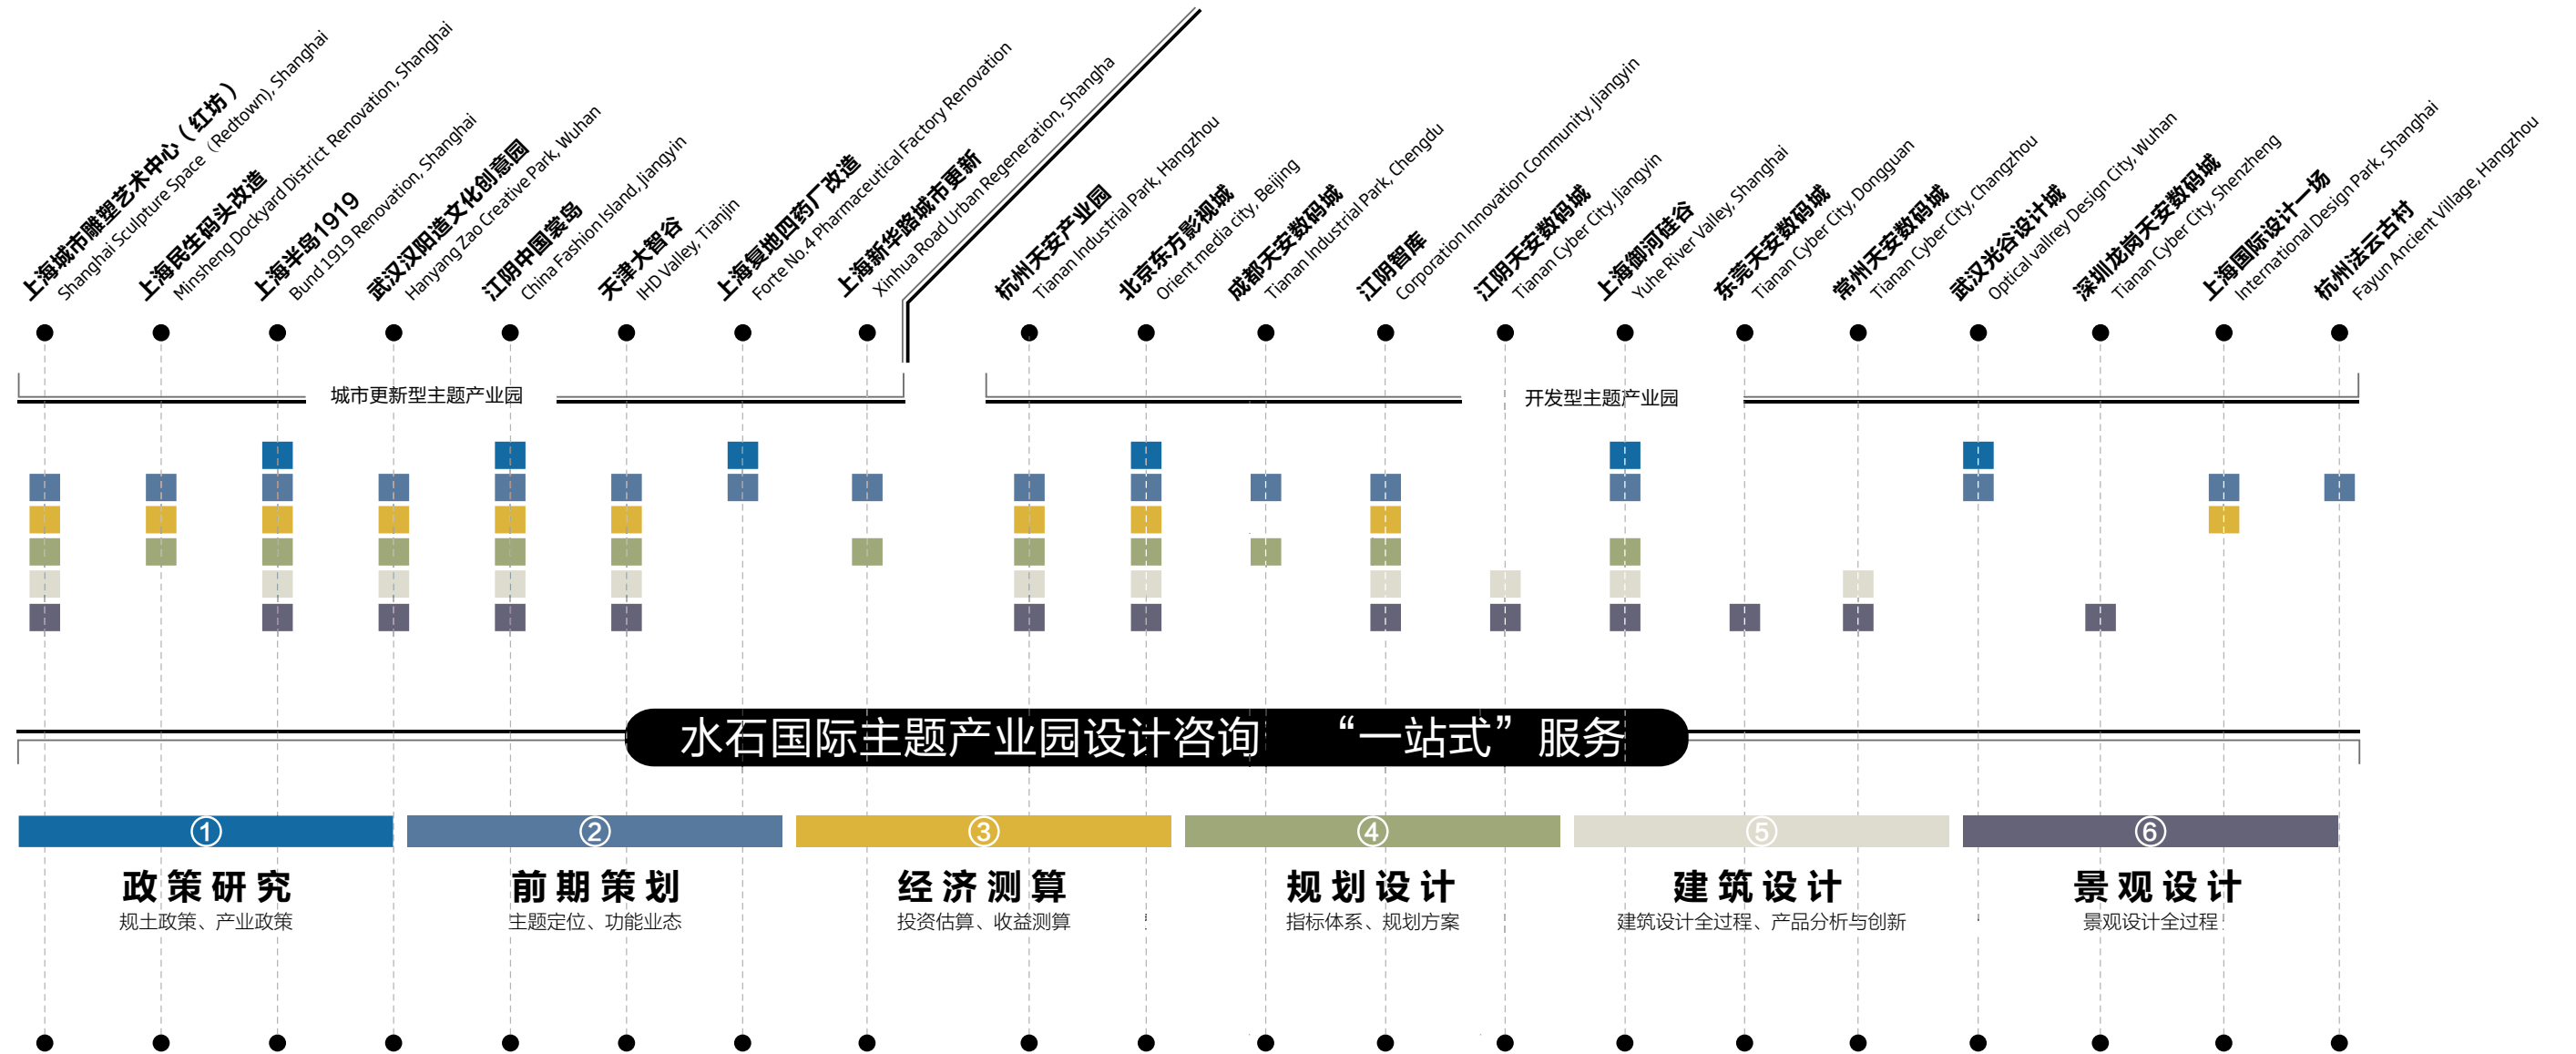 上海城市雕塑艺术中心（红坊）
Shanghai Sculpture Space（Redtown), Shanghai
上海民生码头改造
Minsheng Dockyard District Renovation, Shanghai
上海半岛1919
Bund 1919 Renovation, Shanghai
武汉汉阳造文化创意园
Hanyang Zao Creative Park, Wuhan
江阴中国裳岛
China Fashion Island, Jiangyin
天津大智谷
IHD Valley, Tianjin
上海复地四药厂改造
Forte No.4 Pharmaceutical Factory Renovation
上海新华路城市更新
Xinhua Road Urban Regeneration, Shangha
杭州天安产业园
Tianan Industrial Park, Hangzhou
北京东方影视城
Orient media city, Beijing
成都天安数码城
Tianan Industrial Park, Chengdu
江阴智库
Corporation Innovation Community, Jiangyin
江阴天安数码城
Tianan Cyber City, Jiangyin
上海御河硅谷
Yuhe River Valley, Shanghai
东莞天安数码城
Tianan Cyber City, Dongguan
常州天安数码城
Tianan Cyber City, Changzhou
武汉光谷设计城
Optical vallrey Design City, Wuhan
深圳龙岗天安数码城
Tianan Cyber City, Shenzheng
上海国际设计一场
International Design Park, Shanghai
杭州法云古村
Fayun Ancient Village, Hangzhou
城市更新型主题产业园
开发型主题产业园
水石国际主题产业园设计咨询 “一站式”服务
① ② ③ ④ ⑤ ⑥
政策研究 前期策划 经济测算 规划设计 建筑设计 景观设计
规土政策、产业政策 主题定位、功能业态 投资估算、收益测算 指标体系、规划方案 建筑设计全过程、产品分析与创新 景观设计全过程